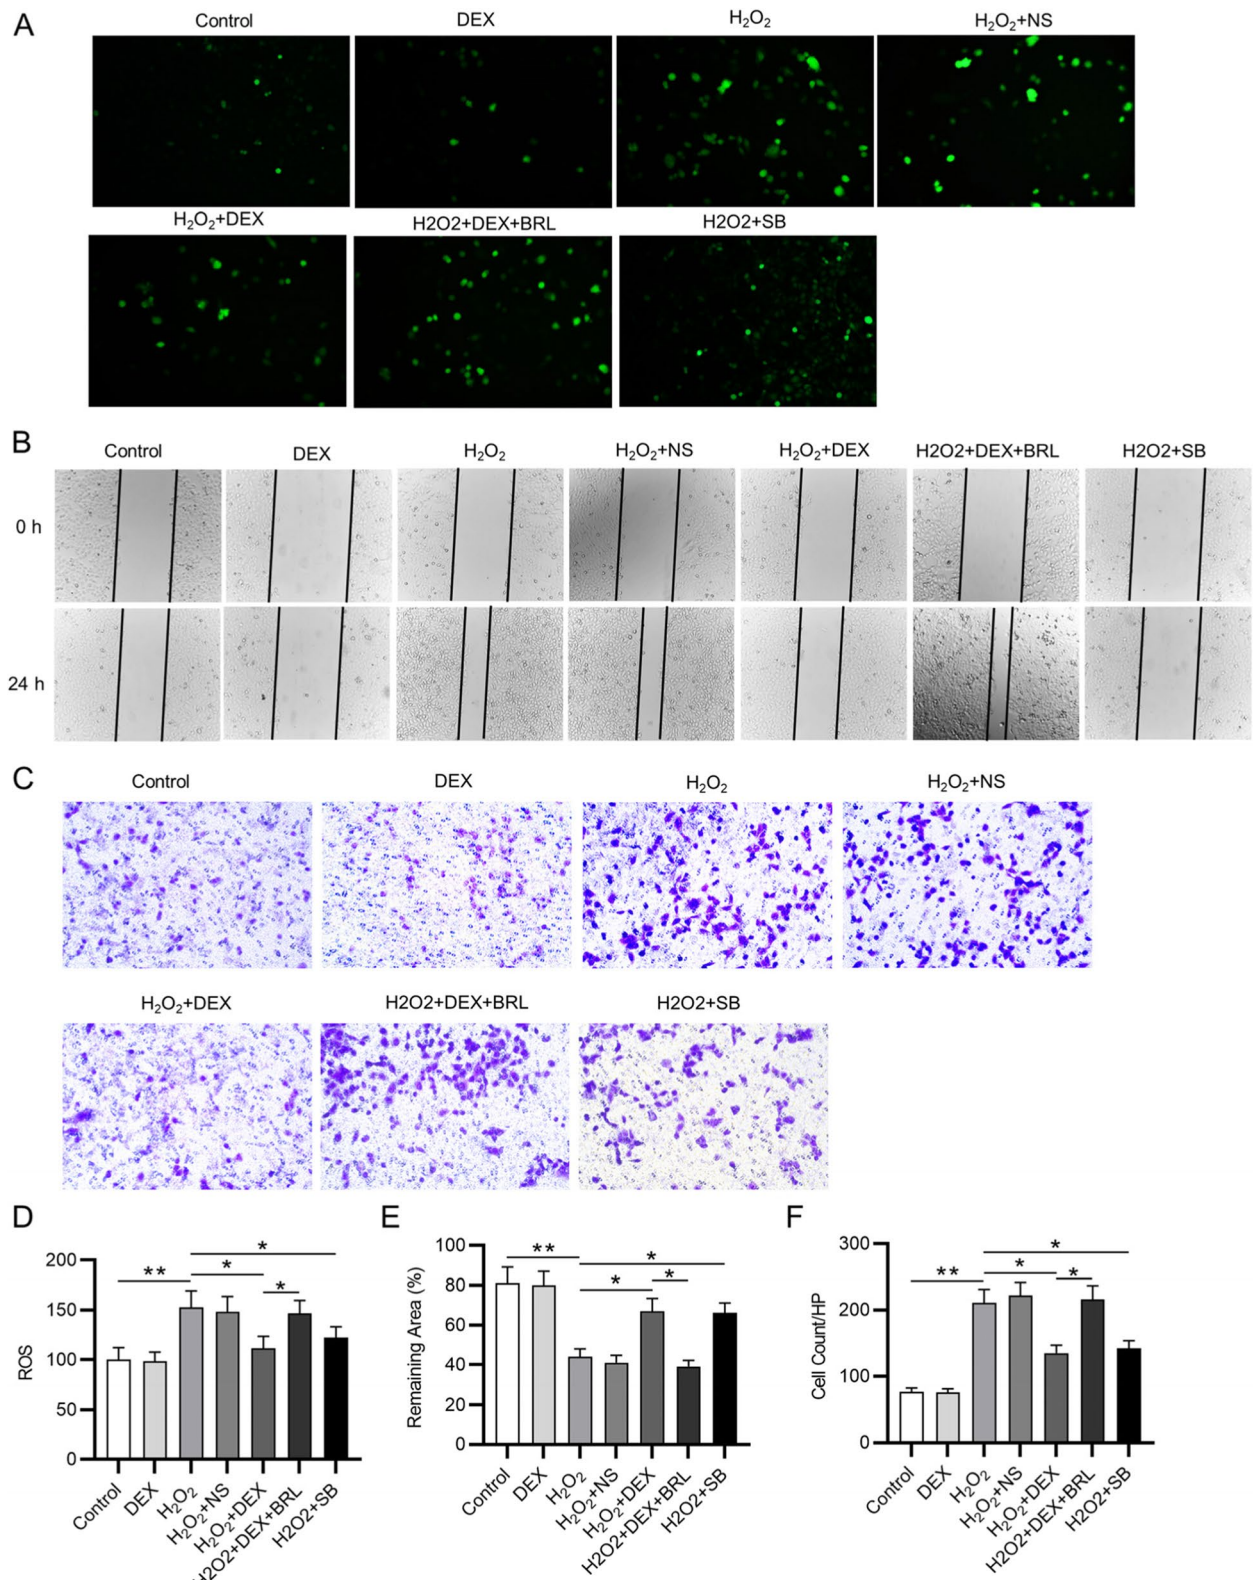 A
Control DEX H₂O₂ H₂O₂+NS
H₂O₂+DEX H2O2+DEX+BRL H2O2+SB
B
Control DEX H₂O₂ H₂O₂+NS H₂O₂+DEX H2O2+DEX+BRL H2O2+SB
0 h
24 h
C
Control DEX H₂O₂ H₂O₂+NS
H₂O₂+DEX H2O2+DEX+BRL H2O2+SB
D
ROS
200
150
100
50
0
** * * *
Control DEX H₂O₂ H₂O₂+NS H₂O₂+DEX H2O2+DEX+BRL H2O2+SB
E
Remaining Area (%)
100
80
60
40
20
0
** * * *
Control DEX H₂O₂ H₂O₂+NS H₂O₂+DEX H2O2+DEX+BRL H2O2+SB
F
Cell Count/HP
300
200
100
0
** * * *
Control DEX H₂O₂ H₂O₂+NS H₂O₂+DEX H2O2+DEX+BRL H2O2+SB